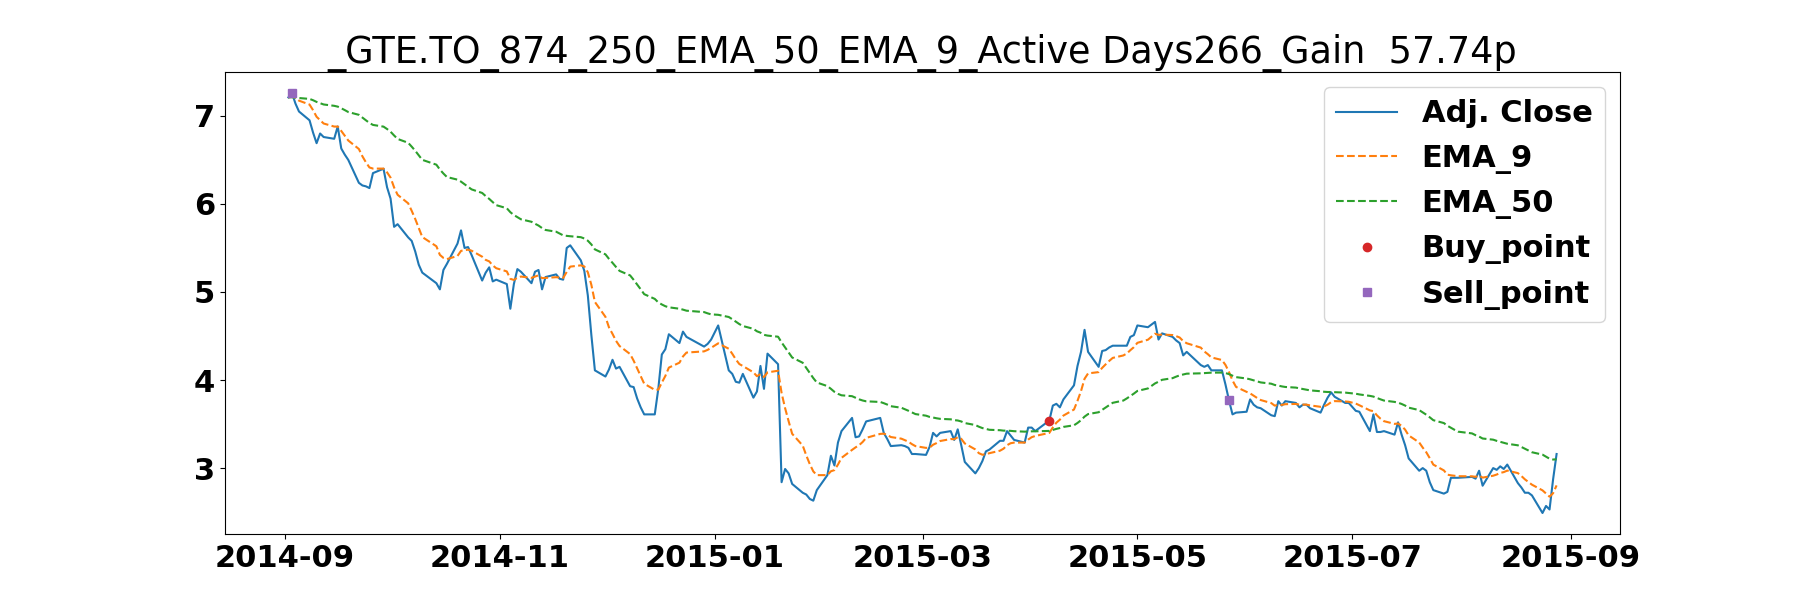 _GTE.TO_874_250_EMA_50_EMA_9_Active Days266_Gain  57.74p
Adj. Close
EMA_9
EMA_50
Buy_point
Sell_point
7
6
5
4
3
2014-09 2014-11 2015-01 2015-03 2015-05 2015-07 2015-09